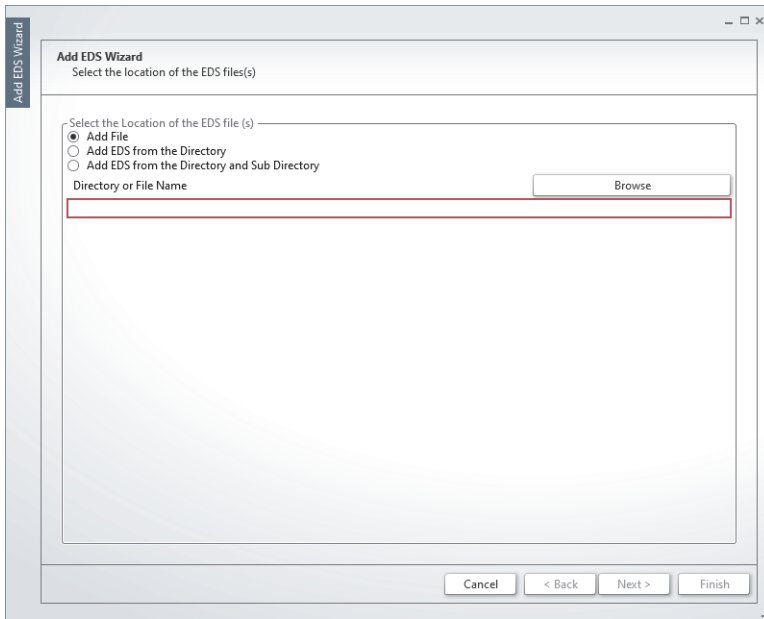 Add EDS Wizard
Add EDS Wizard
Select the location of the EDS files(s)
Select the Location of the EDS file (s)
Add File
Add EDS from the Directory
Add EDS from the Directory and Sub Directory
Directory or File Name
Browse
Cancel
< Back
Next >
Finish